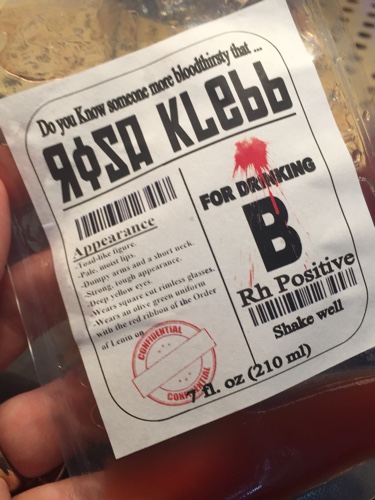 Do you Know someone more bloodthirsty that ...
ROSA KLEBB
Appearance
-Toad-like figure.
-Pale, moist lips.
-Dumpy arms and a short neck.
-Strong, tough appearance.
-Deep yellow eyes.
-Wears square cut rimless glasses.
-Wears an olive green uniform
with the red ribbon of the Order
of Lenin on
CONFIDENTIAL
CONFIDENTIAL
FOR DRINKING
B
Rh Positive
Shake well
7 fl. oz (210 ml)